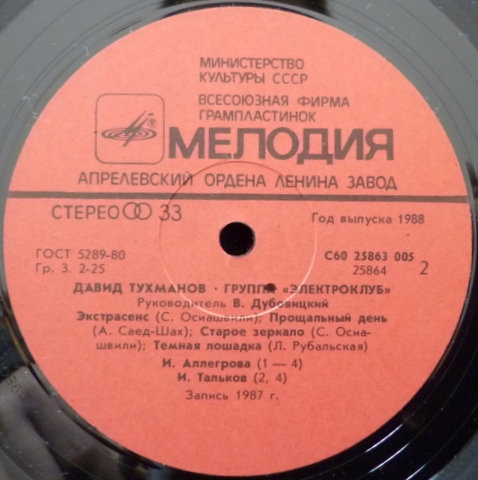 МИНИСТЕРСТВО
КУЛЬТУРЫ СССР
ВСЕСОЮЗНАЯ ФИРМА
ГРАМПЛАСТИНОК
МЕЛОДИЯ
АПРЕЛЕВСКИЙ ОРДЕНА ЛЕНИНА ЗАВОД
СТЕРЕО 33
Год выпуска 1988
ГОСТ 5289-80
Гр. 3. 2-25
С60 25863 005
25864
2
ДАВИД ТУХМАНОВ · ГРУППА «ЭЛЕКТРОКЛУБ»
Руководитель В. Дубовицкий
Экстрасенс (С. Осиашвили); Прощальный день
(А. Саед-Шах); Старое зеркало (С. Осиа-
швили); Темная лошадка (Л. Рубальская)
И. Аллегрова (1 — 4)
И. Тальков (2, 4)
Запись 1987 г.